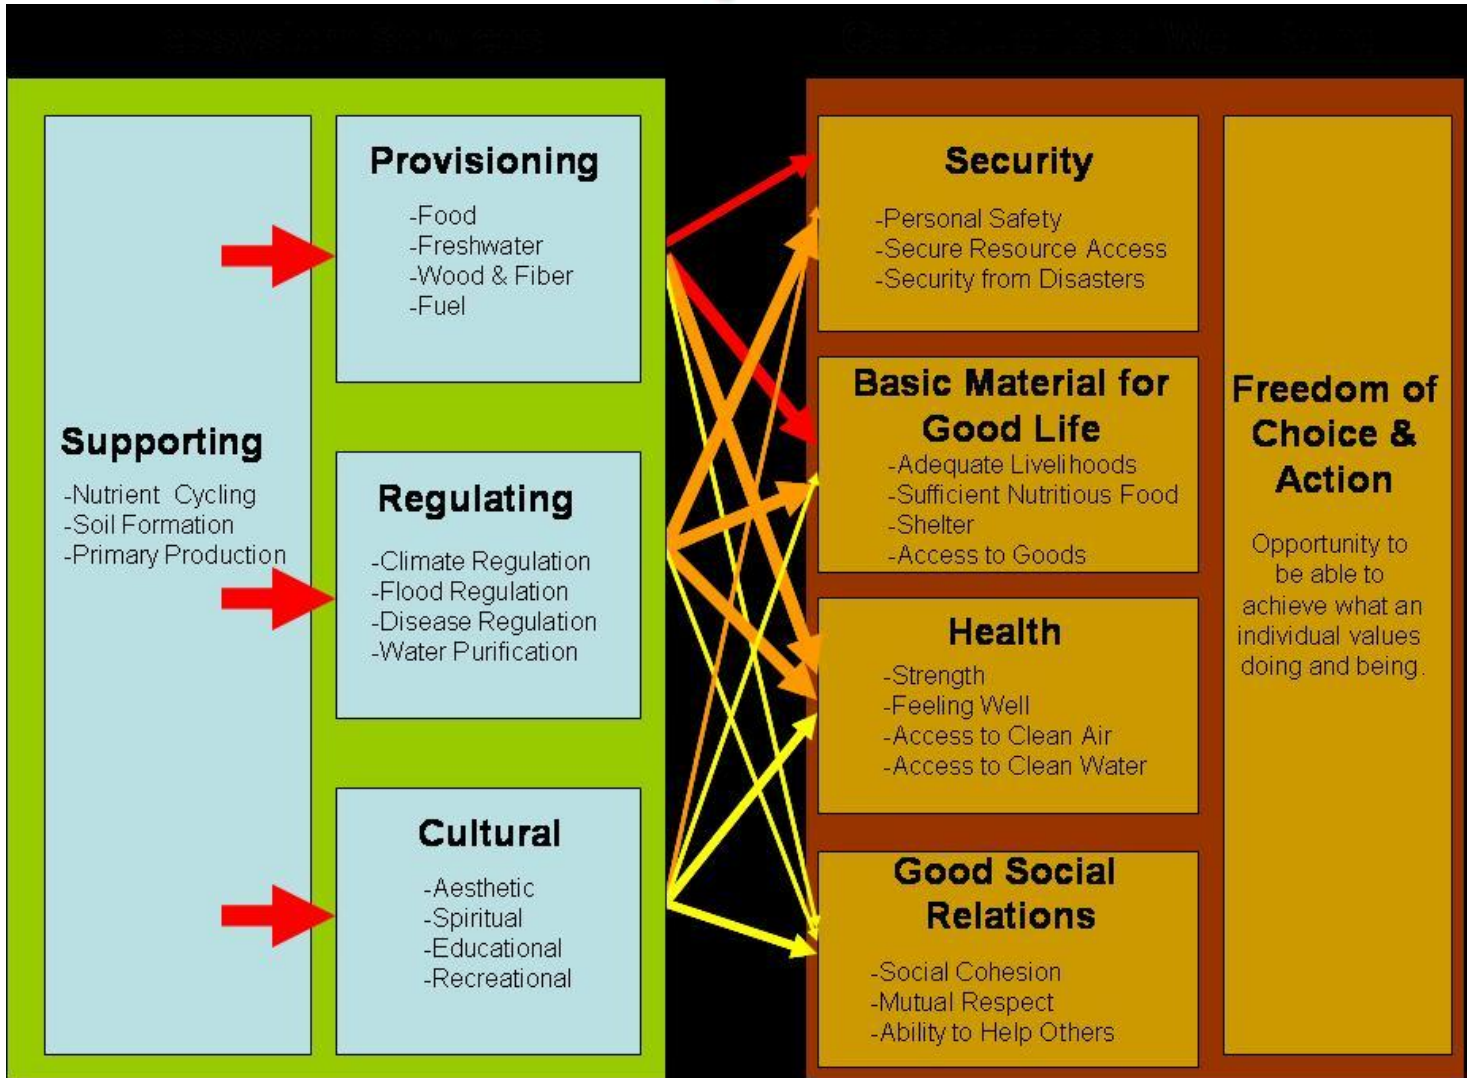 Supporting
-Nutrient Cycling
-Soil Formation
-Primary Production
Provisioning
-Food
-Freshwater
-Wood & Fiber
-Fuel
Regulating
-Climate Regulation
-Flood Regulation
-Disease Regulation
-Water Purification
Cultural
-Aesthetic
-Spiritual
-Educational
-Recreational
Security
-Personal Safety
-Secure Resource Access
-Security from Disasters
Basic Material for
Good Life
-Adequate Livelihoods
-Sufficient Nutritious Food
-Shelter
-Access to Goods
Health
-Strength
-Feeling Well
-Access to Clean Air
-Access to Clean Water
Good Social
Relations
-Social Cohesion
-Mutual Respect
-Ability to Help Others
Freedom of
Choice &
Action
Opportunity to
be able to
achieve what an
individual values
doing and being.